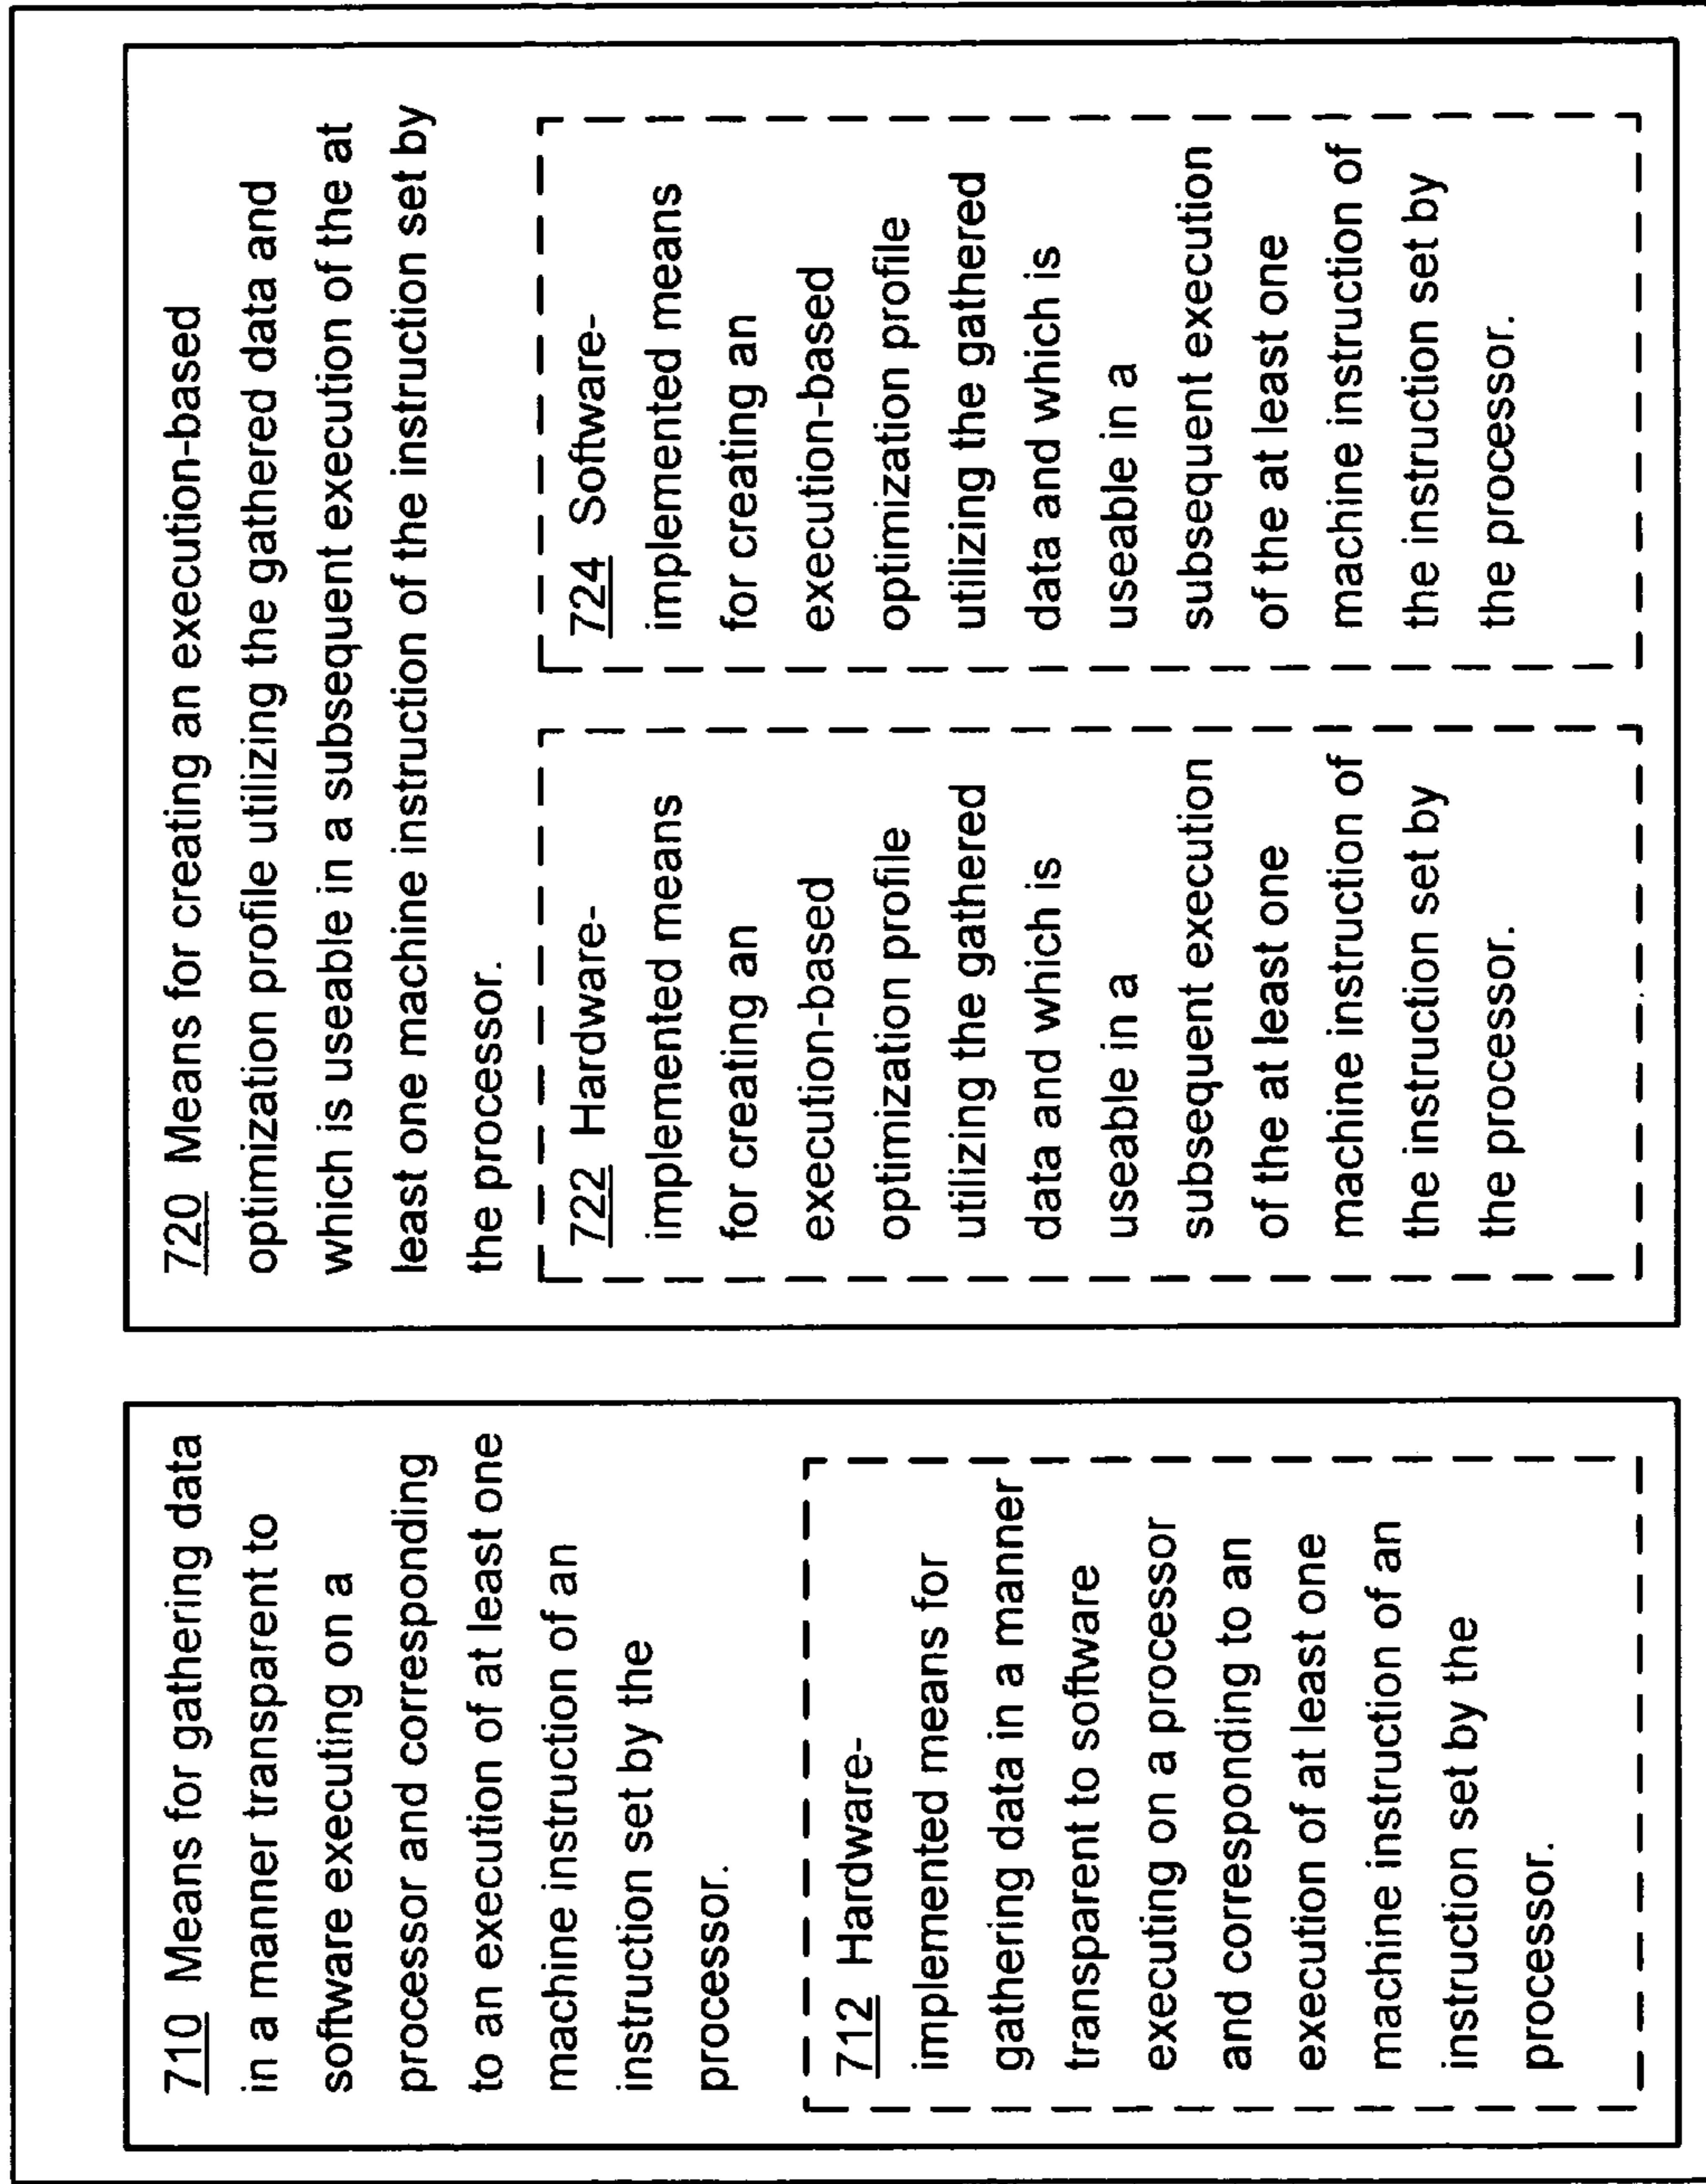 710 Means for gathering data
in a manner transparent to
software executing on a
processor and corresponding
to an execution of at least one
machine instruction of an
instruction set by the
processor.
712 Hardware-
implemented means for
gathering data in a manner
transparent to software
executing on a processor
and corresponding to an
execution of at least one
machine instruction of an
instruction set by the
processor.
720 Means for creating an execution-based
optimization profile utilizing the gathered data and
which is useable in a subsequent execution of the at
least one machine instruction of the instruction set by
the processor.
722 Hardware-
implemented means
for creating an
execution-based
optimization profile
utilizing the gathered
data and which is
useable in a
subsequent execution
of the at least one
machine instruction of
the instruction set by
the processor.
724 Software-
implemented means
for creating an
execution-based
optimization profile
utilizing the gathered
data and which is
useable in a
subsequent execution
of the at least one
machine instruction of
the instruction set by
the processor.